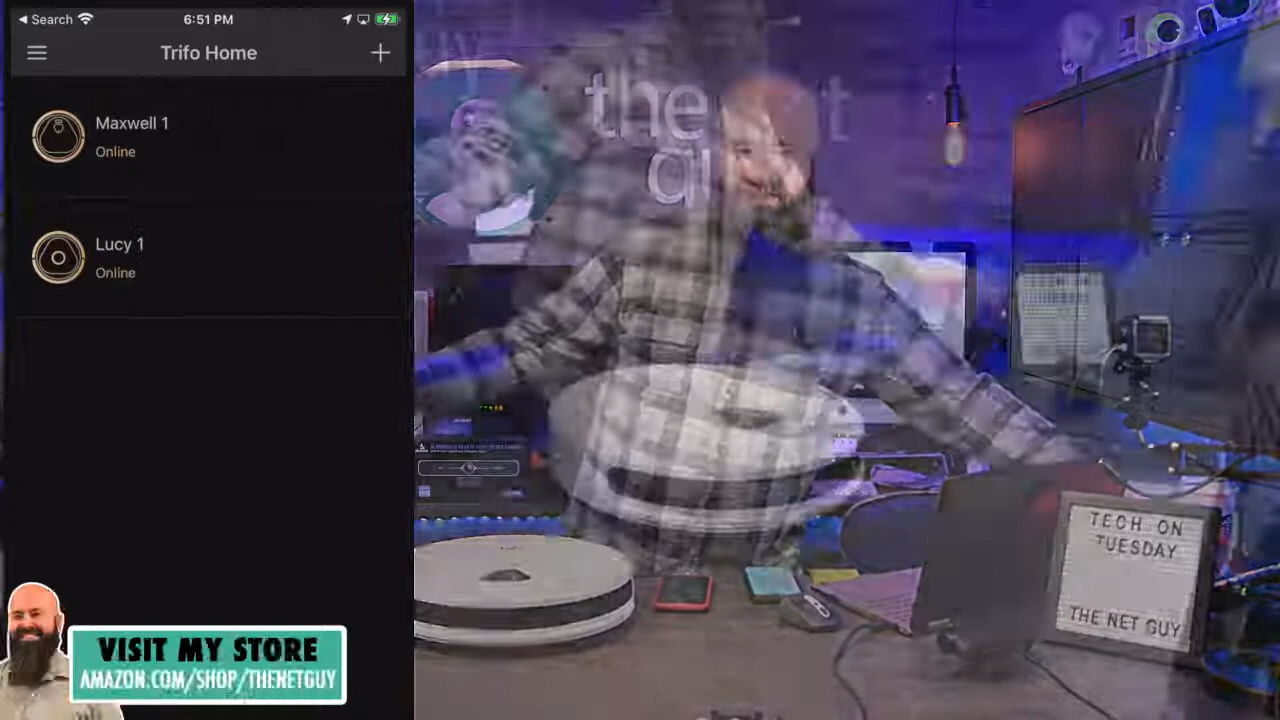 Search
6:51 PM
Trifo Home
Maxwell 1
Online
Lucy 1
Online
the
TECH ON
TUESDAY
THE NET GUY
VISIT MY STORE
AMAZON.COM/SHOP/THENETGUY